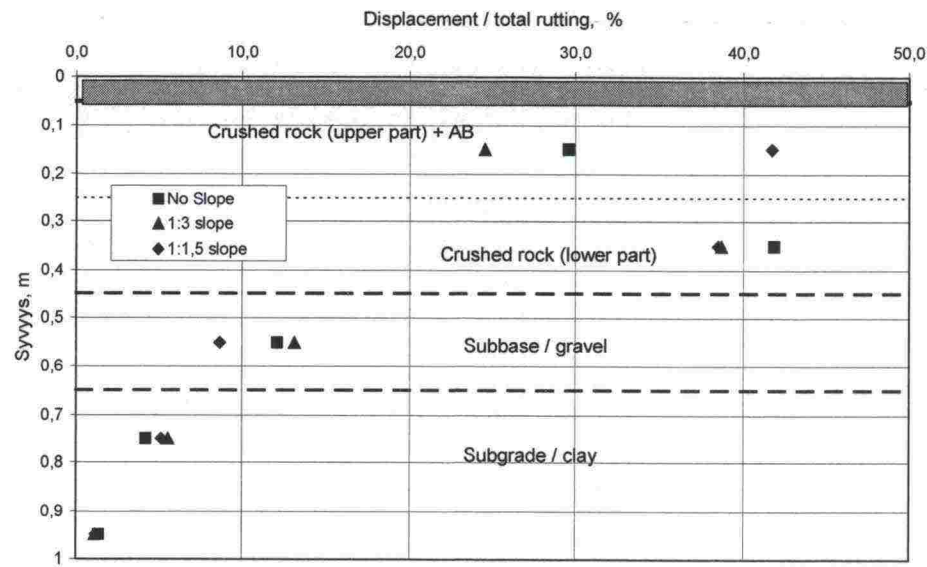 Displacement / total rutting, %
0,0 10,0 20,0 30,0 40,0 50,0
0
0,1
0,2
0,3
0,4
0,5
0,6
0,7
0,8
0,9
1
Syvyys, m
Crushed rock (upper part) + AB
No Slope
1:3 slope
1:1,5 slope
Crushed rock (lower part)
Subbase / gravel
Subgrade / clay